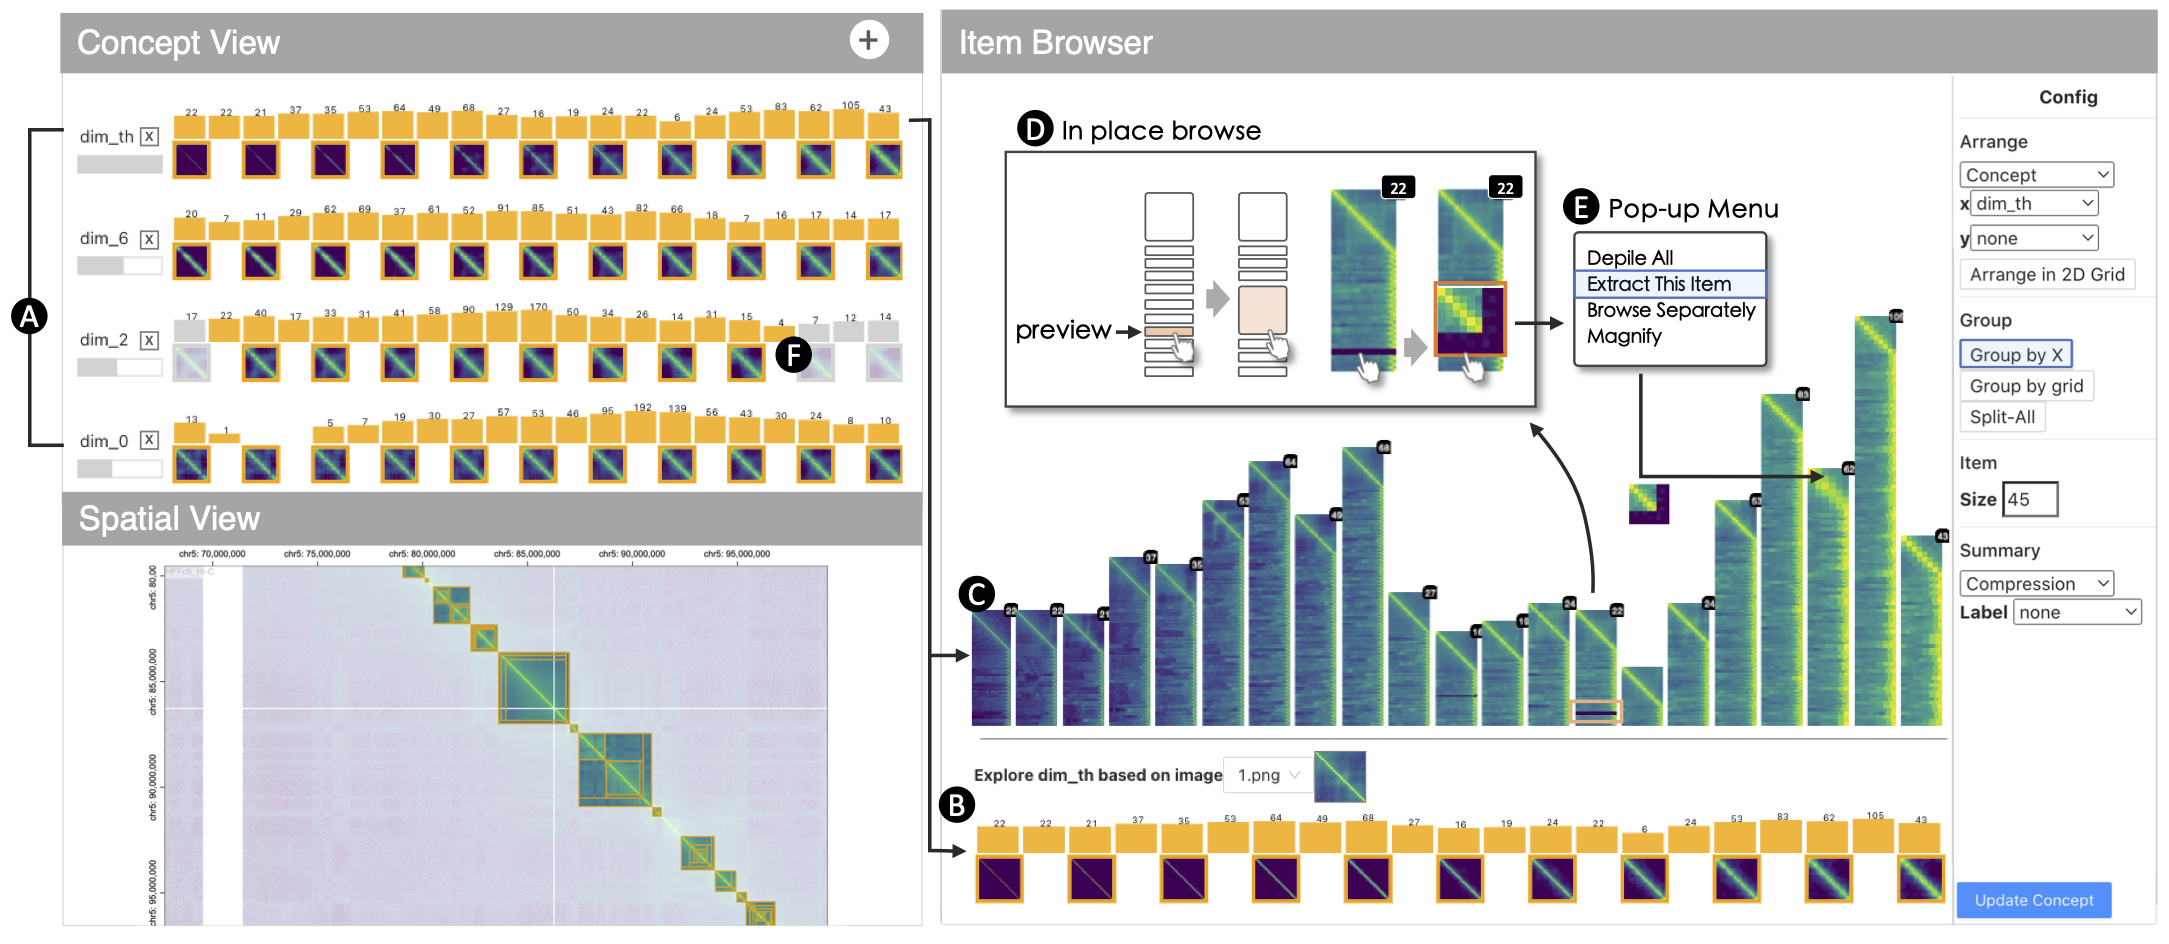 Concept View
+
dim_th X
22 22 21 37 35 53 64 49 68 27 16 19 24 22 6 24 53 83 62 105 43
dim_6 X
20 7 11 29 62 69 37 61 52 91 85 51 43 82 66 18 7 16 17 14 17
dim_2 X
17 22 40 17 33 31 41 58 90 129 170 50 34 26 14 31 15 4 7 12 14
dim_0 X
13 1 5 7 19 30 27 57 53 46 95 192 139 56 43 30 24 8 10
A
F
Spatial View
chr5: 70,000,000 chr5: 75,000,000 chr5: 80,000,000 chr5: 85,000,000 chr5: 90,000,000 chr5: 95,000,000
HFFc6_Hi-C
chr5: 80,00
chr5: 85,000,000
chr5: 90,000,000
chr5: 95,000,000
Item Browser
D In place browse
preview
22 22
E Pop-up Menu
Depile All
Extract This Item
Browse Separately
Magnify
C
22 22 21 37 35 53 64 49 68 27 24 22 24 53 83 62 43
Explore dim_th based on image 1.png
B
22 22 21 37 35 53 64 49 68 27 16 19 24 22 6 24 53 83 62 105 43
Config
Arrange
Concept
x dim_th
y none
Arrange in 2D Grid
Group
Group by X
Group by grid
Split-All
Item
Size 45
Summary
Compression
Label none
Update Concept